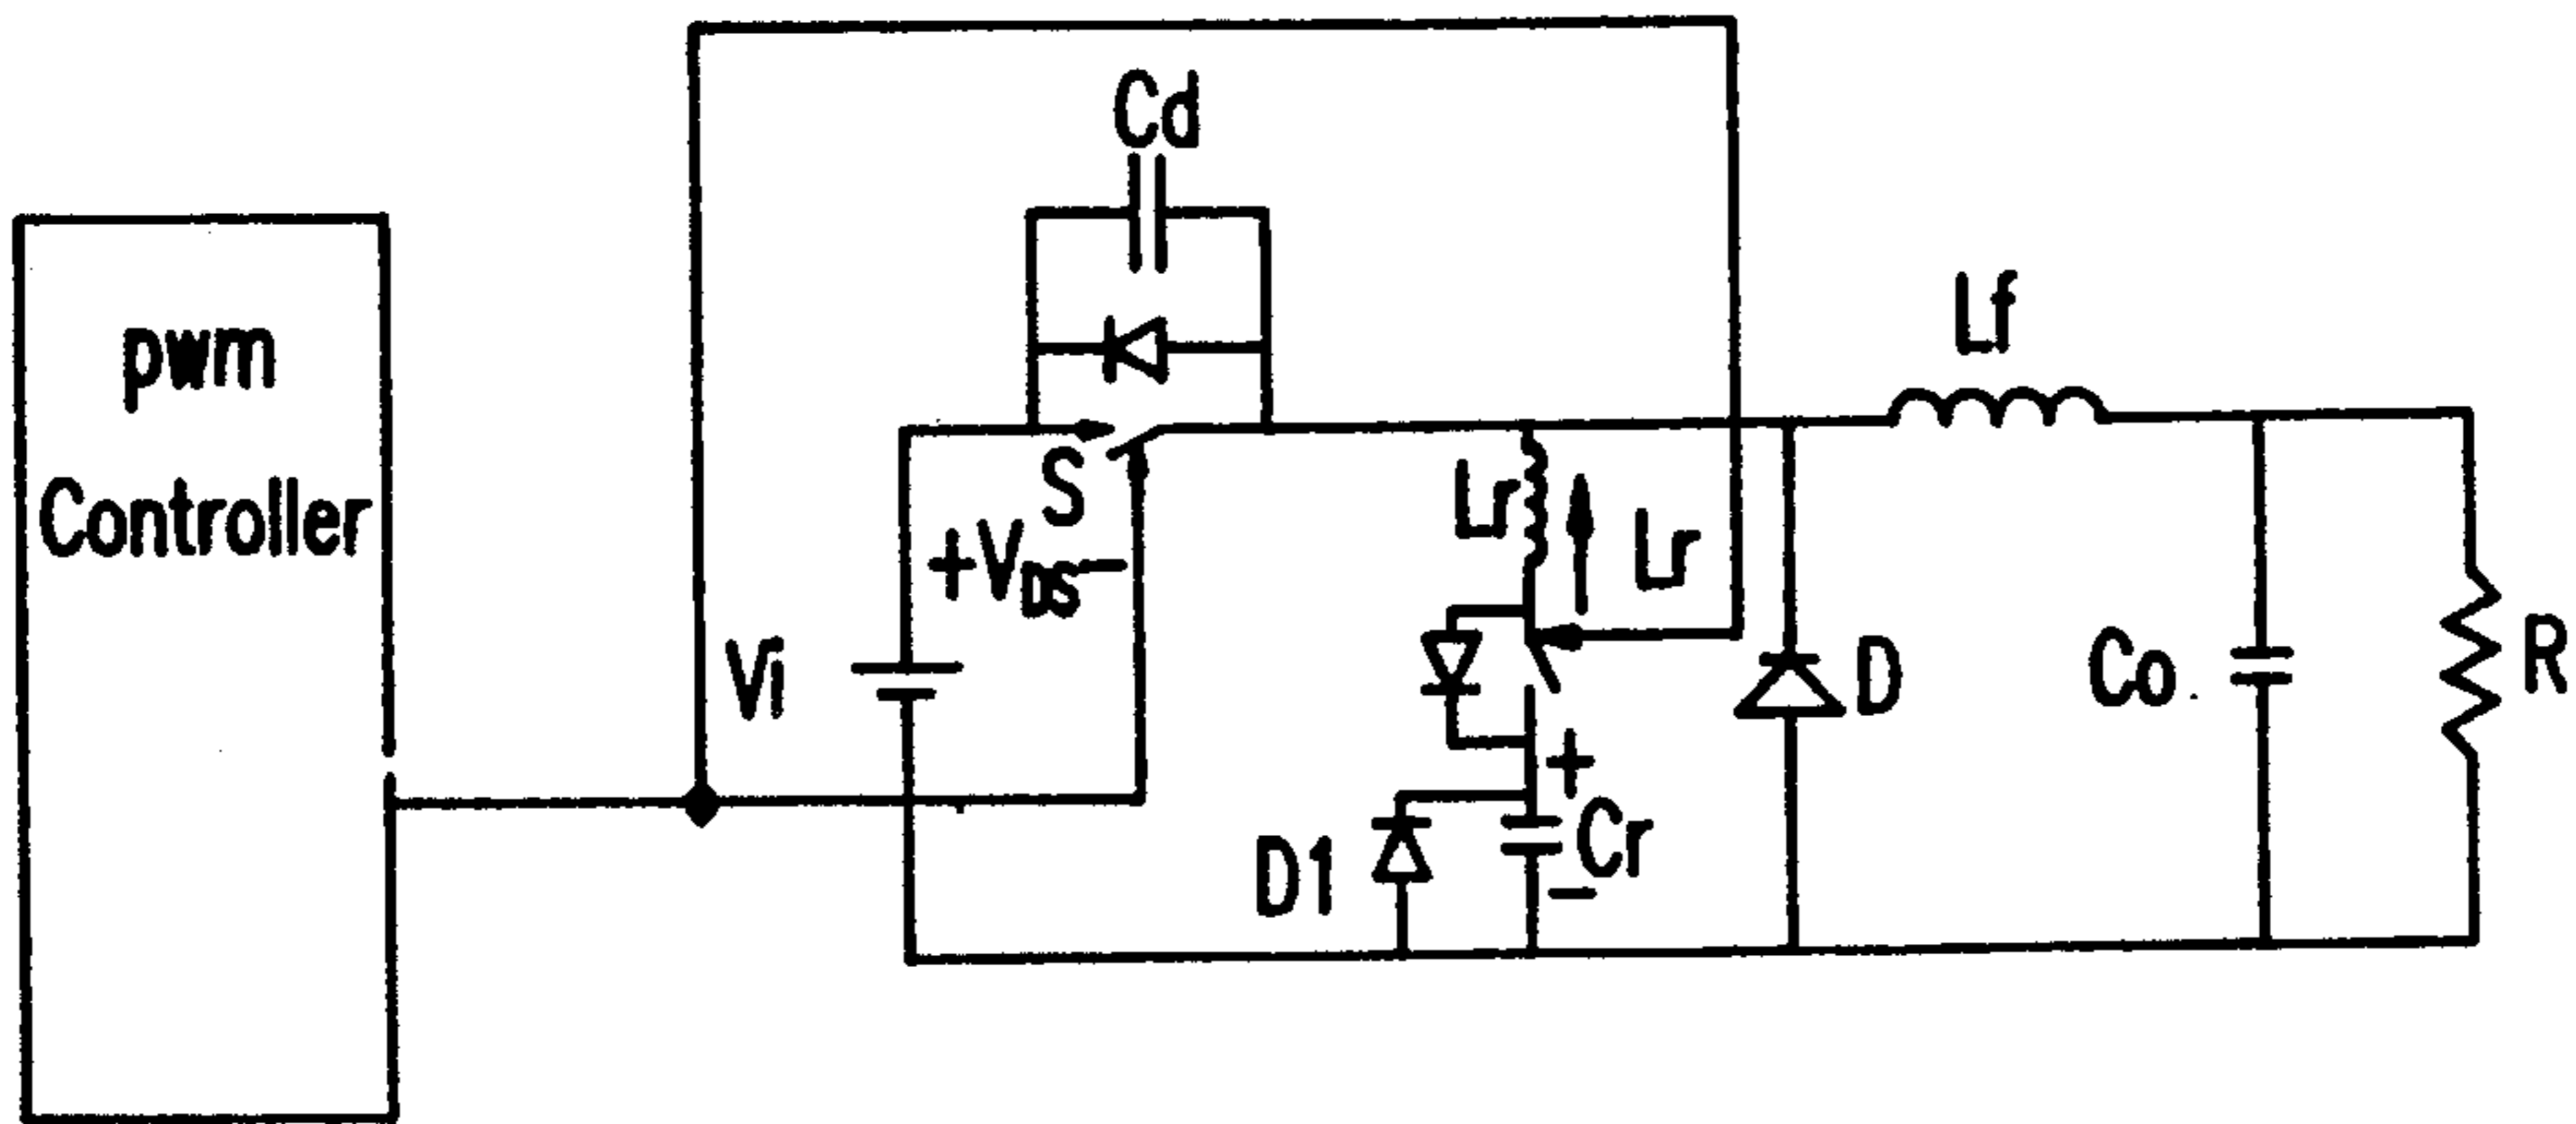 pwm
Controller
Cd
S
+VDS-
Vi
Lf
Lr
Lr
D
Co
R
+
Cr
-
D1